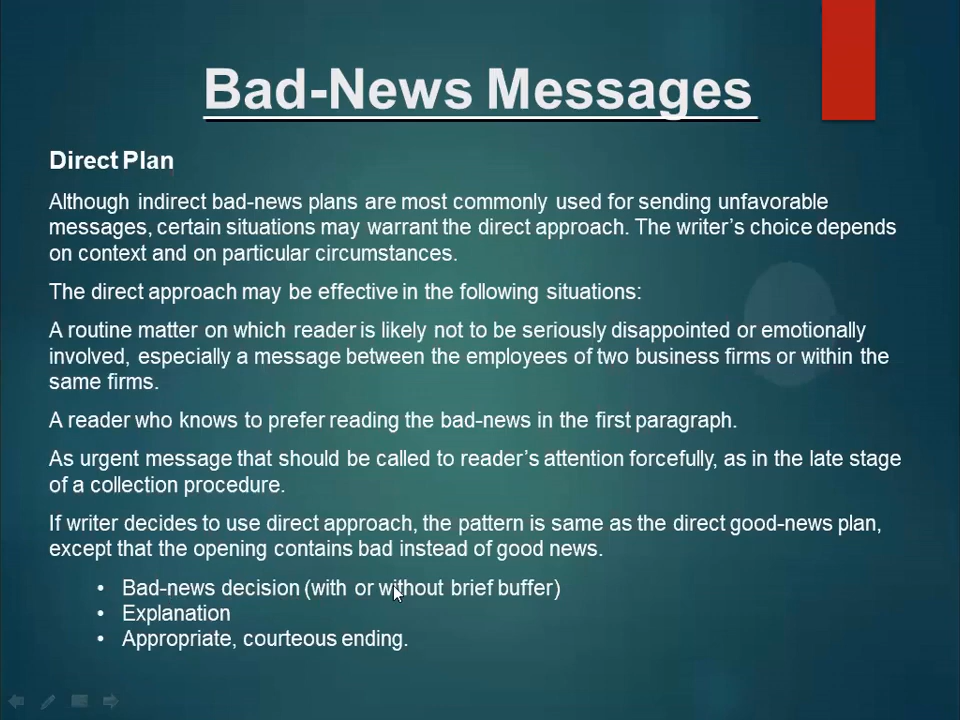 Bad-News Messages
Direct Plan
Although indirect bad-news plans are most commonly used for sending unfavorable
messages, certain situations may warrant the direct approach. The writer's choice depends
on context and on particular circumstances.
The direct approach may be effective in the following situations:
A routine matter on which reader is likely not to be seriously disappointed or emotionally
involved, especially a message between the employees of two business firms or within the
same firms.
A reader who knows to prefer reading the bad-news in the first paragraph.
As urgent message that should be called to reader's attention forcefully, as in the late stage
of a collection procedure.
If writer decides to use direct approach, the pattern is same as the direct good-news plan,
except that the opening contains bad instead of good news.
• Bad-news decision (with or without brief buffer)
• Explanation
• Appropriate, courteous ending.